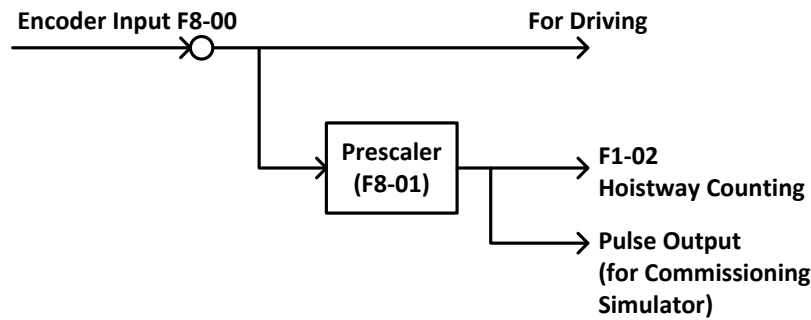 Encoder Input F8-00
For Driving
Prescaler
(F8-01)
F1-02
Hoistway Counting
Pulse Output
(for Commissioning
Simulator)